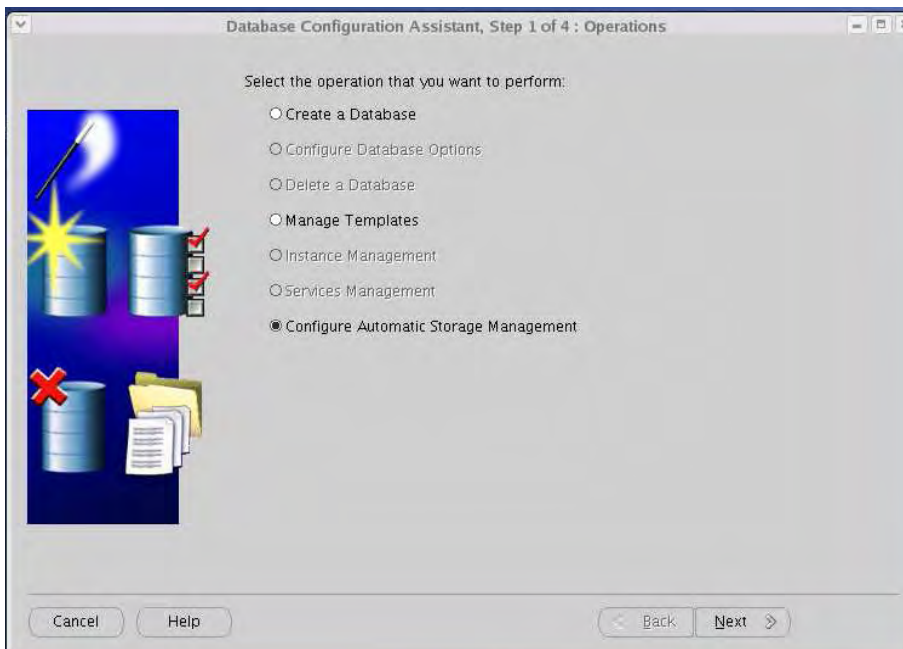 Database Configuration Assistant, Step 1 of 4 : Operations
Select the operation that you want to perform:
Create a Database
Configure Database Options
Delete a Database
Manage Templates
Instance Management
Services Management
Configure Automatic Storage Management
Cancel
Help
Back
Next